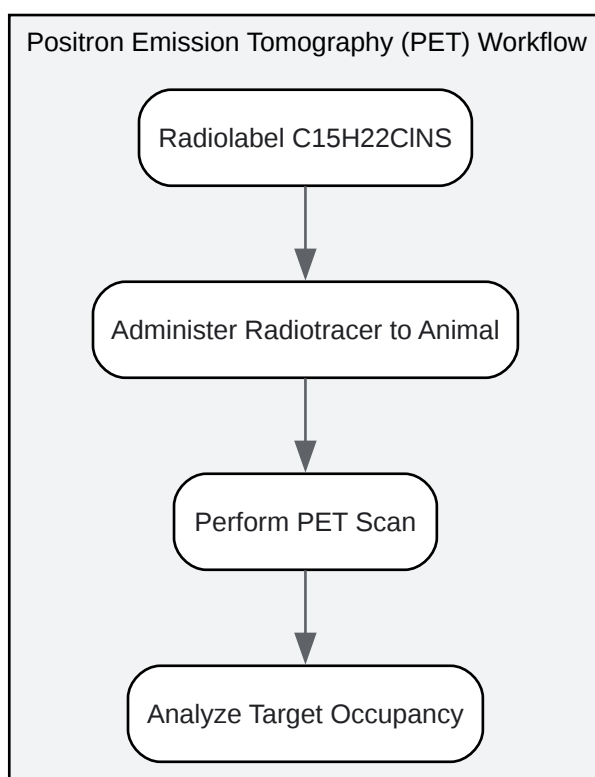 Positron Emission Tomography (PET) Workflow
Radiolabel C15H22ClNS
Administer Radiotracer to Animal
Perform PET Scan
Analyze Target Occupancy